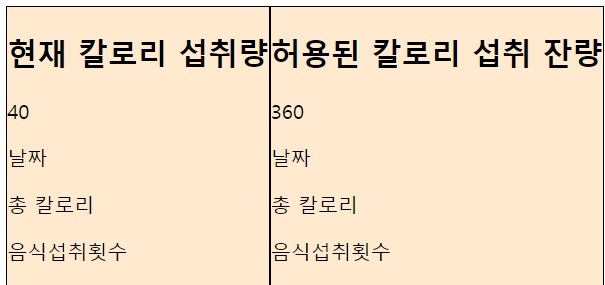 현재 칼로리 섭취량
40
날짜
총 칼로리
음식섭취횟수
허용된 칼로리 섭취 잔량
360
날짜
총 칼로리
음식섭취횟수